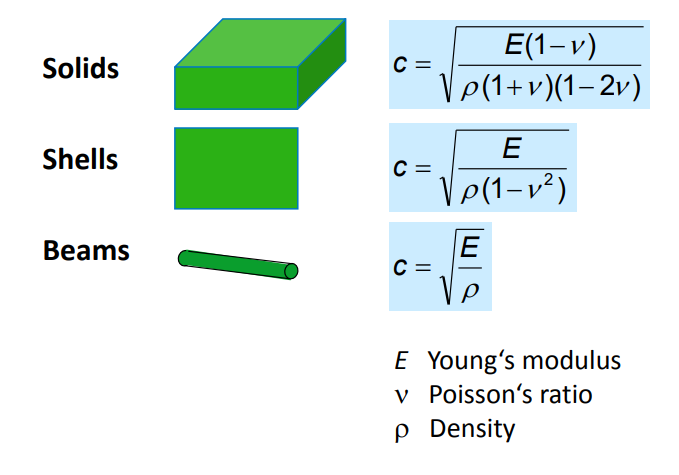 Solids c = √(E(1−ν) / ρ(1+ν)(1−2ν))
Shells c = √(E / ρ(1−ν²))
Beams c = √(E / ρ)
E Young‘s modulus
ν Poisson‘s ratio
ρ Density